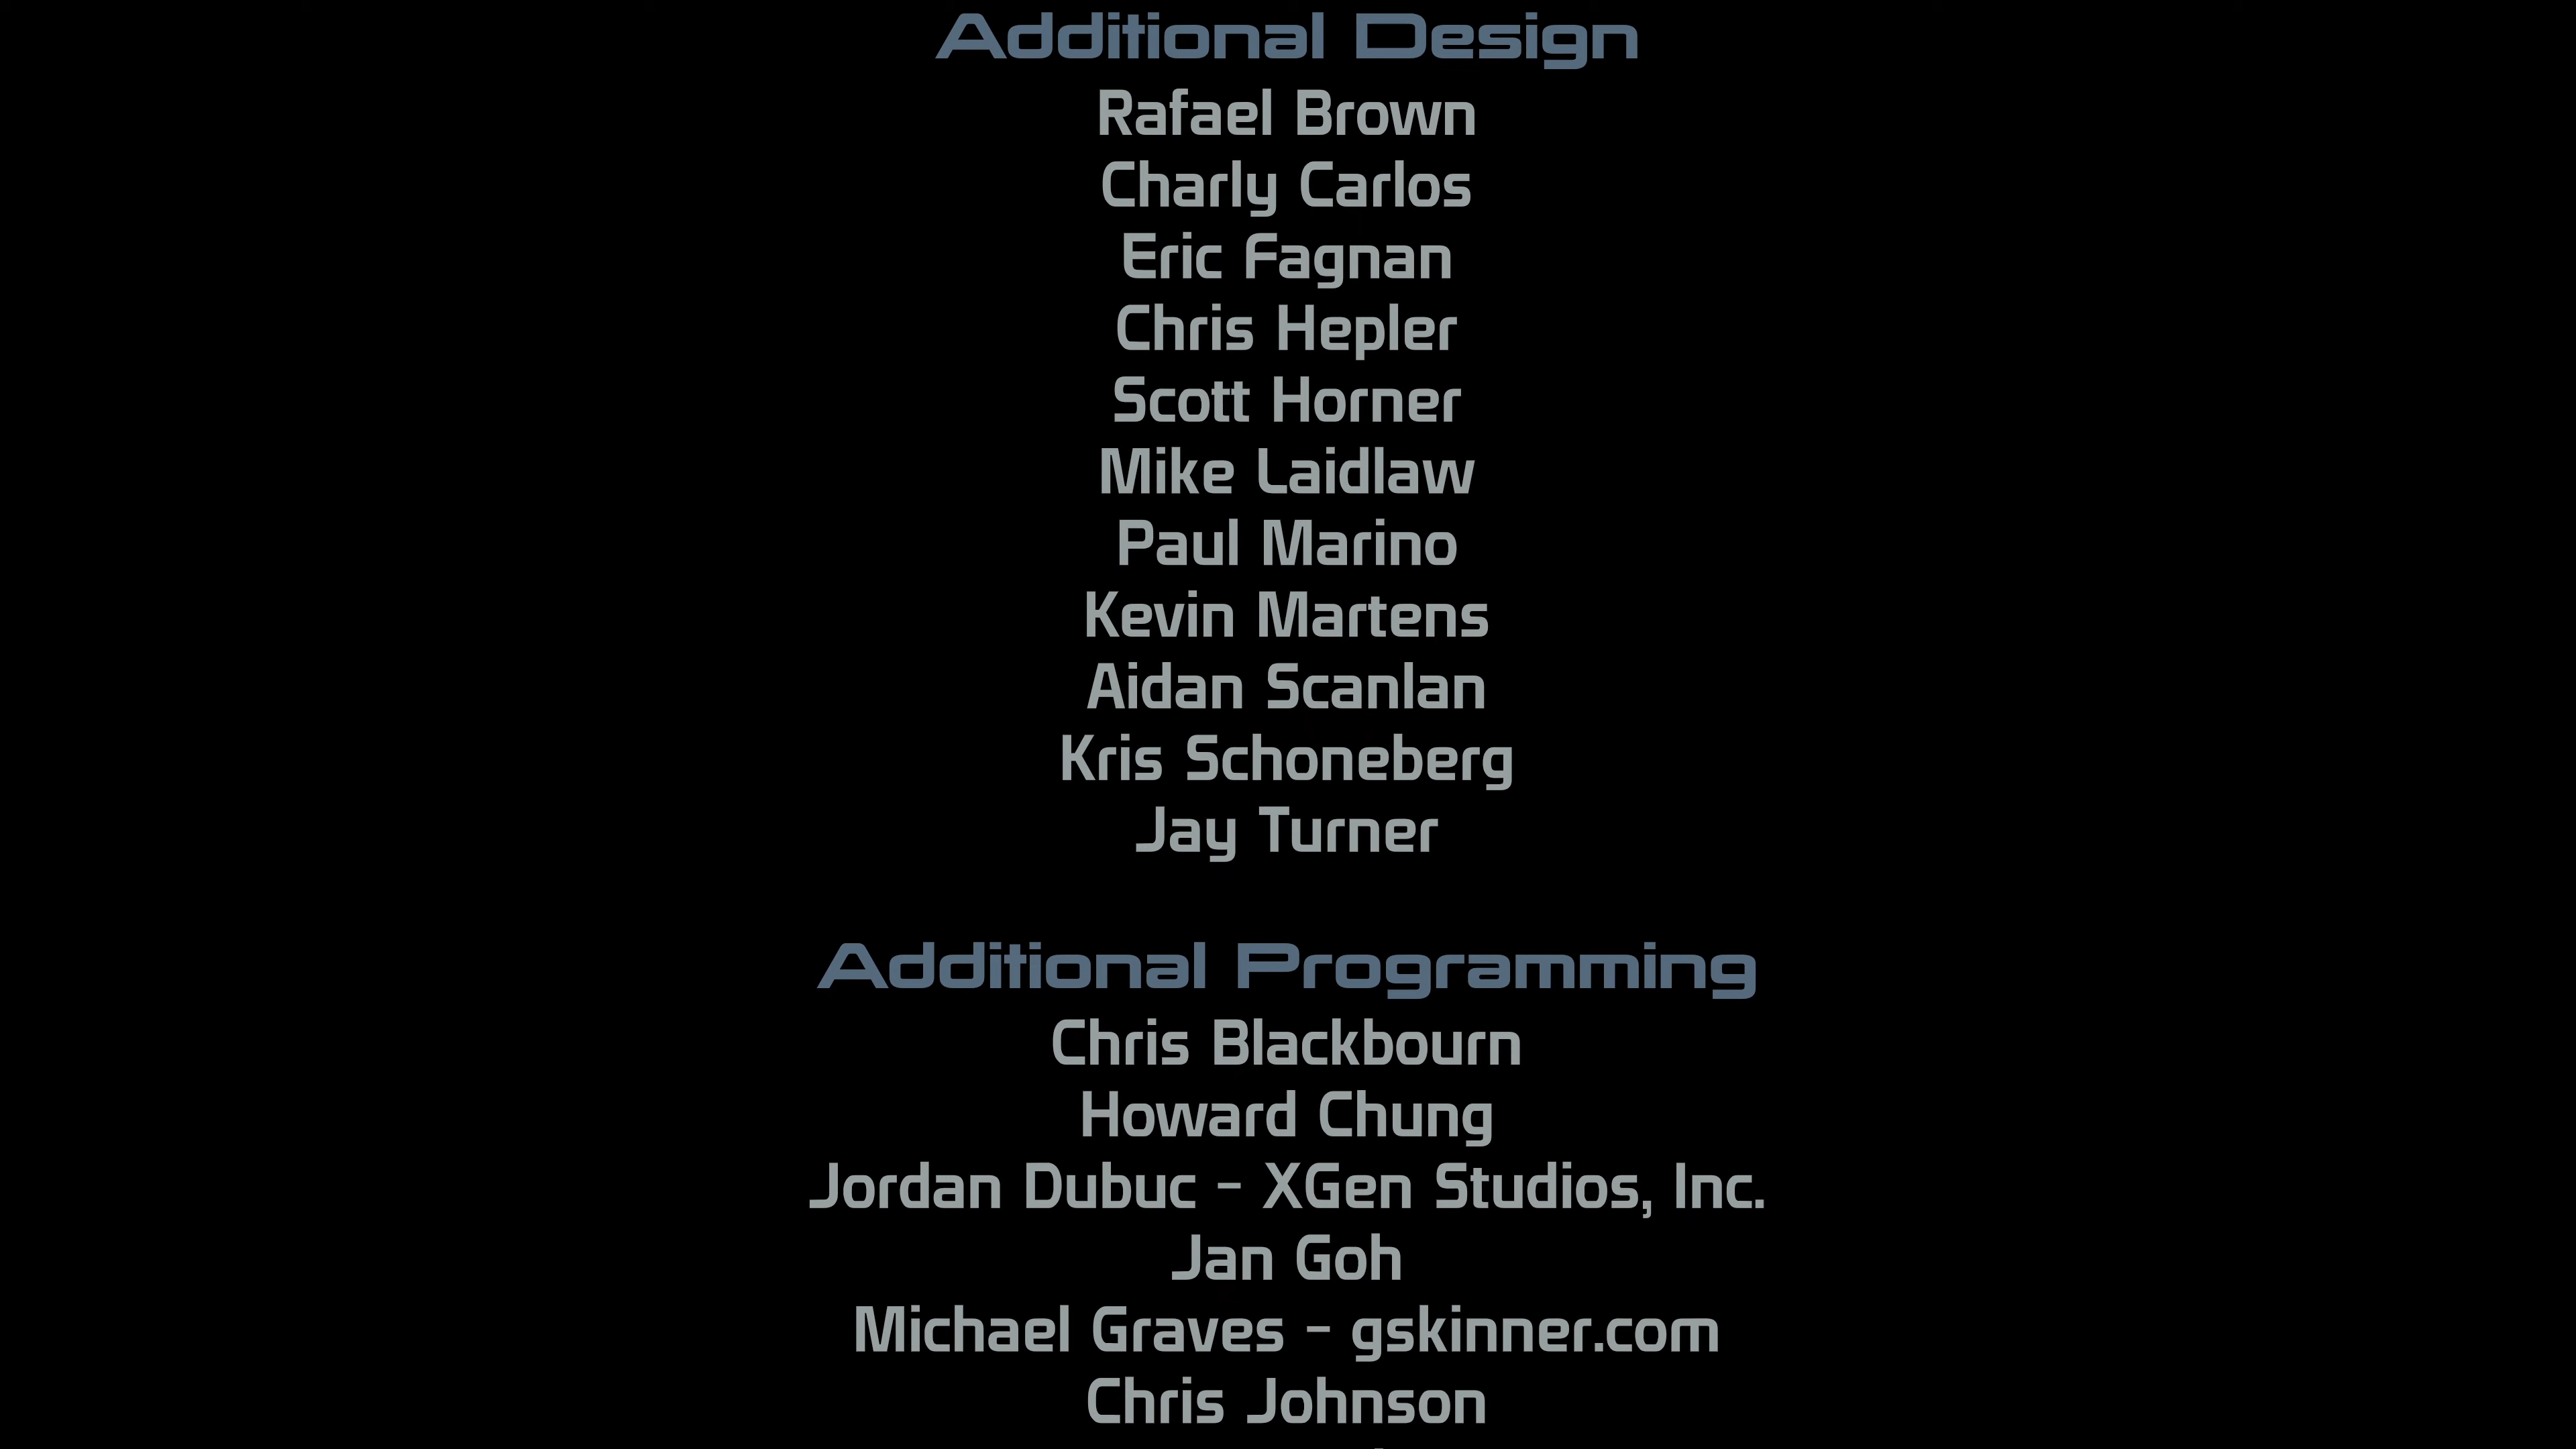 Additional Design
Rafael Brown
Charly Carlos
Eric Fagnan
Chris Hepler
Scott Horner
Mike Laidlaw
Paul Marino
Kevin Martens
Aidan Scanlan
Kris Schoneberg
Jay Turner
Additional Programming
Chris Blackbourn
Howard Chung
Jordan Dubuc - XGen Studios, Inc.
Jan Goh
Michael Graves - gskinner.com
Chris Johnson